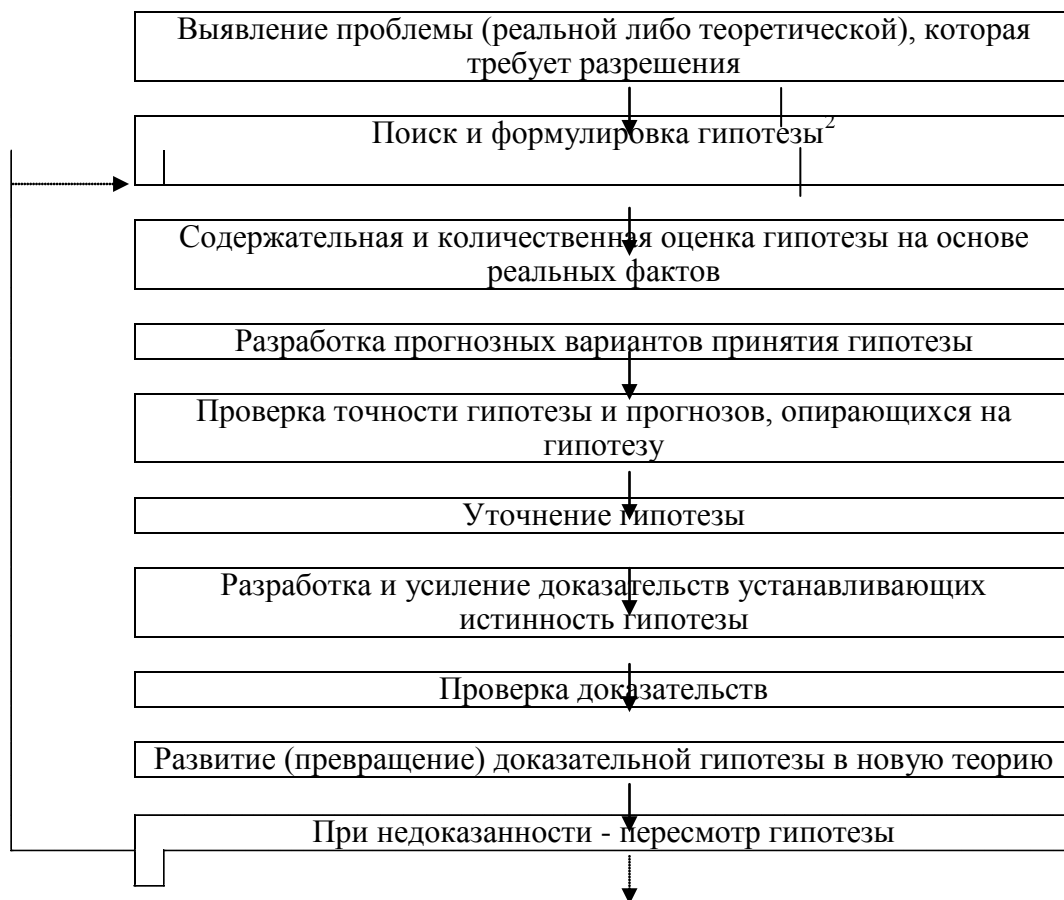 Выявление проблемы (реальной либо теоретической), которая
требует разрешения
Поиск и формулировка гипотезы²
Содержательная и количественная оценка гипотезы на основе
реальных фактов
Разработка прогнозных вариантов принятия гипотезы
Проверка точности гипотезы и прогнозов, опирающихся на
гипотезу
Уточнение гипотезы
Разработка и усиление доказательств устанавливающих
истинность гипотезы
Проверка доказательств
Развитие (превращение) доказательной гипотезы в новую теорию
При недоказанности - пересмотр гипотезы